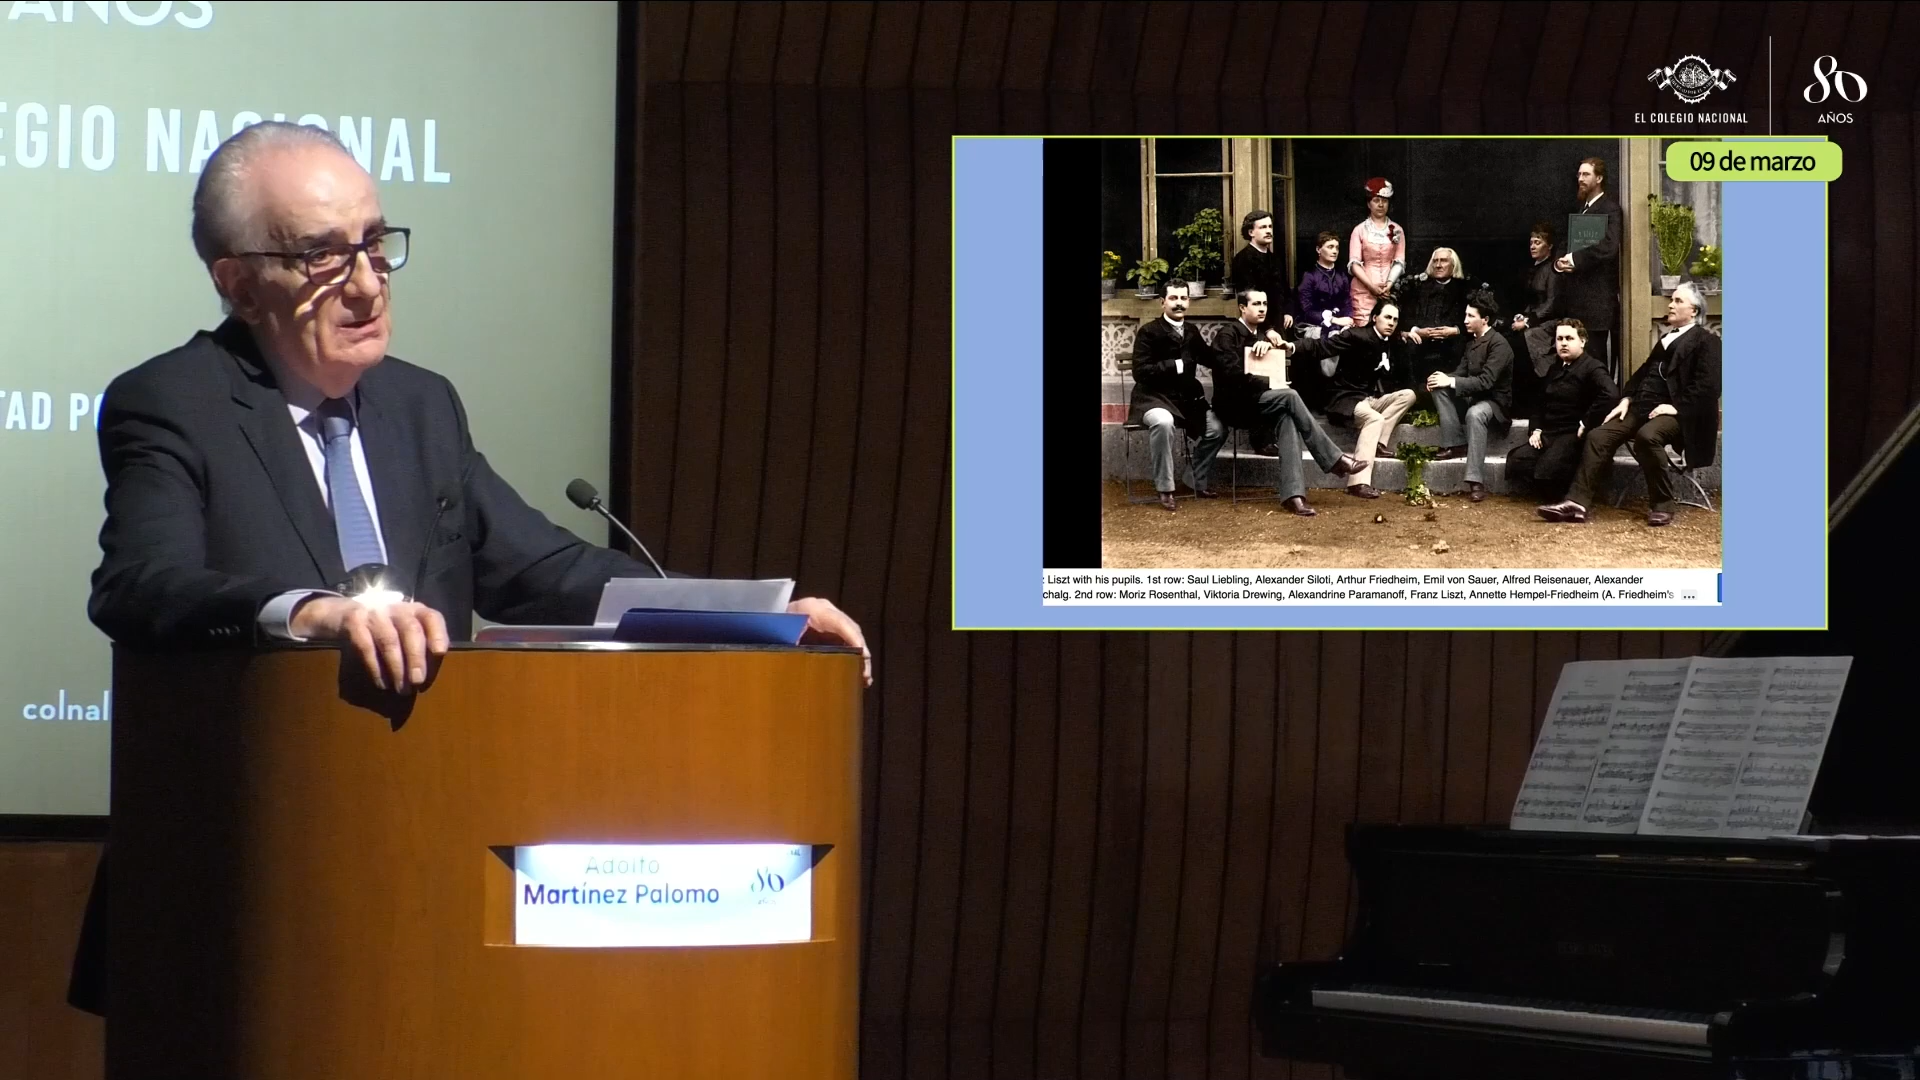 AÑOS
EGIO NACIONAL
TAD PO
colnal
Adolfo
Martínez Palomo
80
EL COLEGIO NACIONAL
80
AÑOS
09 de marzo
: Liszt with his pupils. 1st row: Saul Liebling, Alexander Siloti, Arthur Friedheim, Emil von Sauer, Alfred Reisenauer, Alexander
chalg. 2nd row: Moriz Rosenthal, Viktoria Drewing, Alexandrine Paramanoff, Franz Liszt, Annette Hempel-Friedheim (A. Friedheim's ...